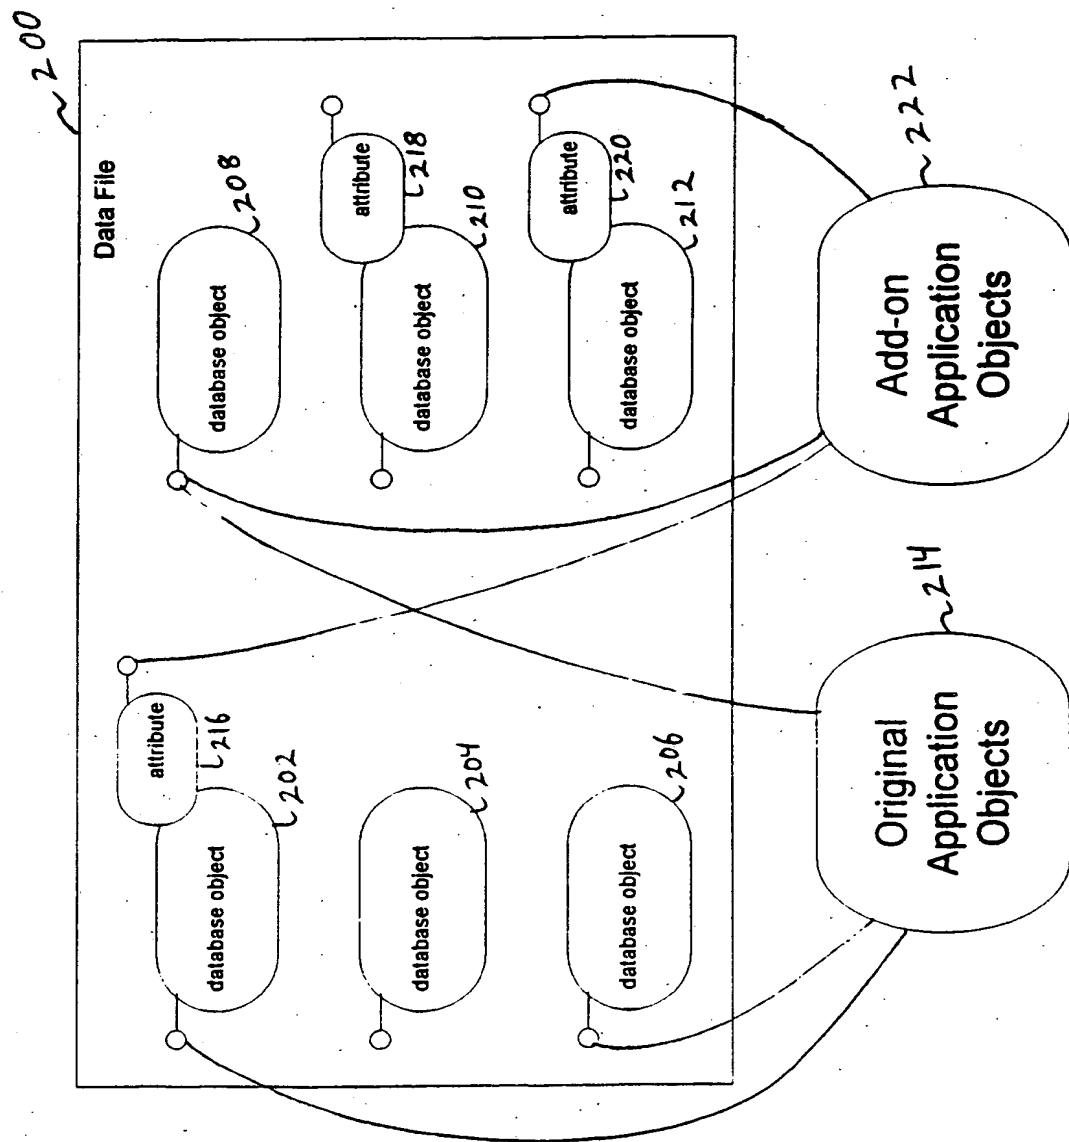 200
Data File
attribute
216
database object
202
database object
208
database object
204
attribute
218
database object
210
database object
206
attribute
220
database object
212
Original
Application
Objects
214
Add-on
Application
Objects
222